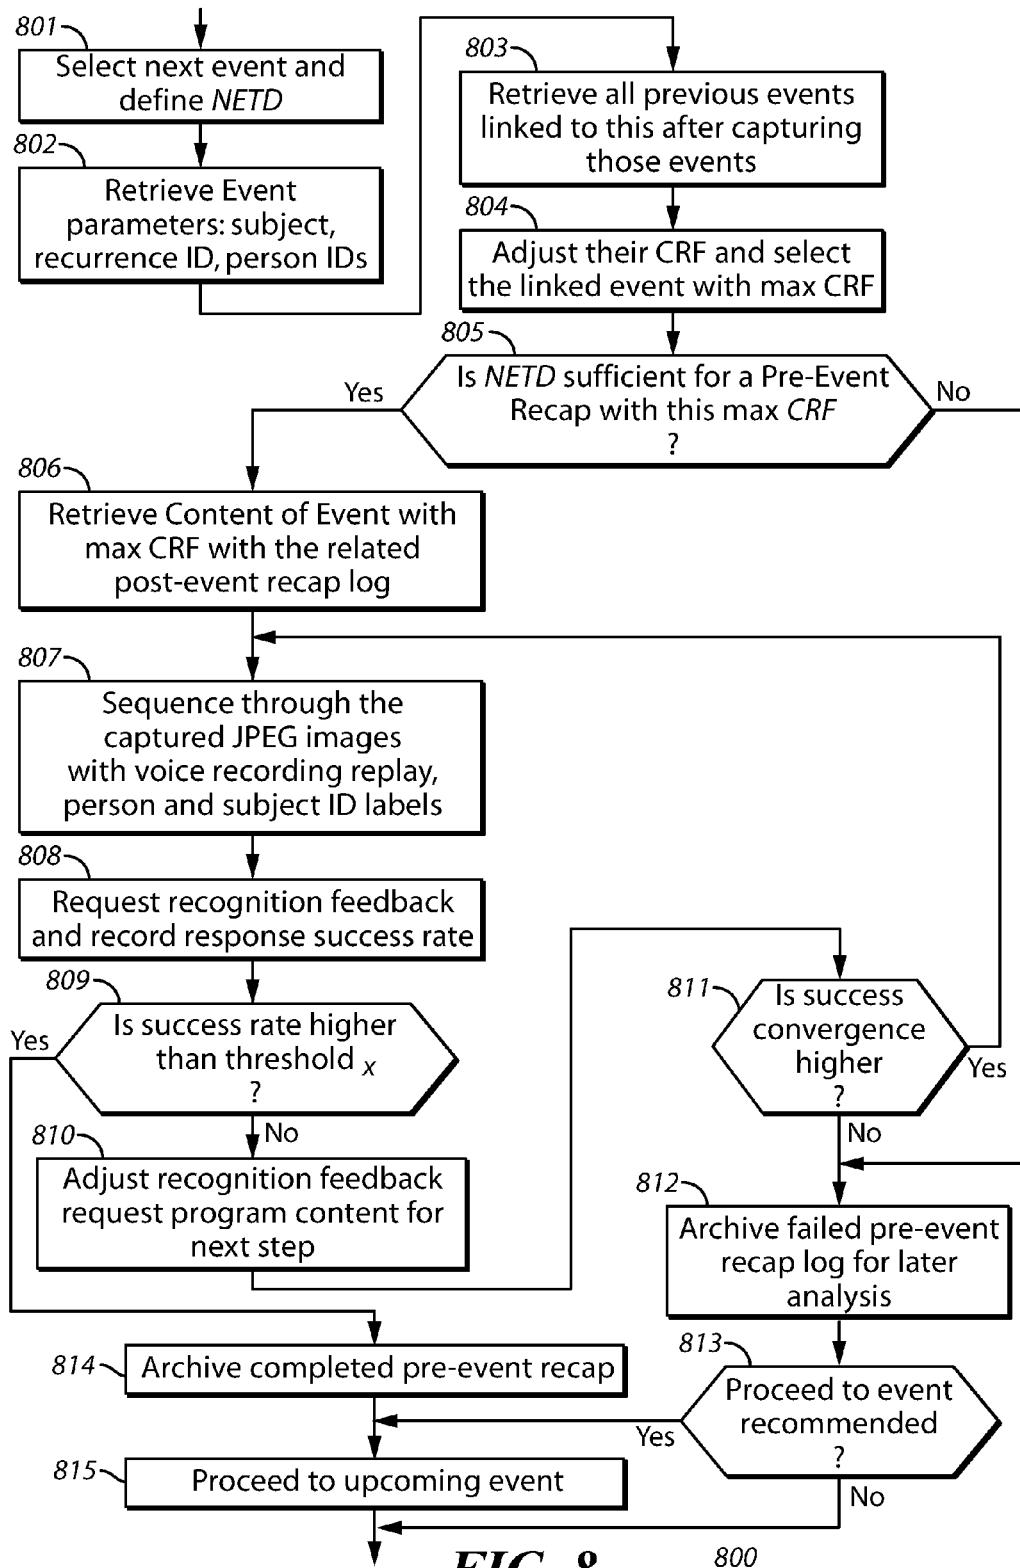 801
Select next event and
define NETD
802
Retrieve Event
parameters: subject,
recurrence ID, person IDs
803
Retrieve all previous events
linked to this after capturing
those events
804
Adjust their CRF and select
the linked event with max CRF
805
Is NETD sufficient for a Pre-Event
Recap with this max CRF
?
Yes
No
806
Retrieve Content of Event with
max CRF with the related
post-event recap log
807
Sequence through the
captured JPEG images
with voice recording replay,
person and subject ID labels
808
Request recognition feedback
and record response success rate
809
Is success rate higher
than threshold x
?
Yes
No
810
Adjust recognition feedback
request program content for
next step
811
Is success
convergence
higher
?
Yes
No
812
Archive failed pre-event
recap log for later
analysis
813
Proceed to event
recommended
?
Yes
No
814
Archive completed pre-event recap
815
Proceed to upcoming event
FIG. 8
800